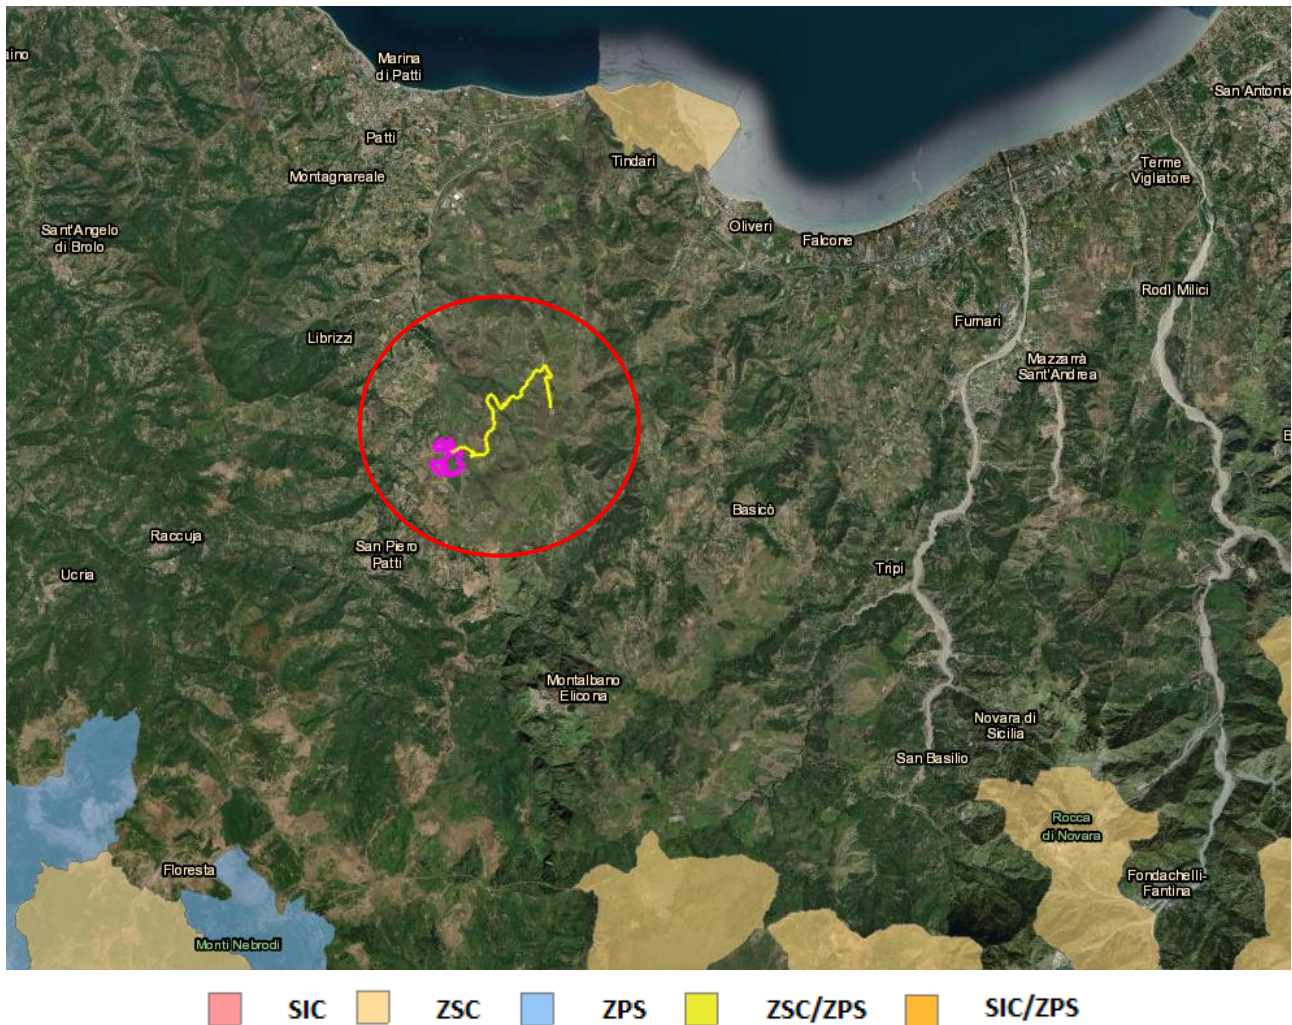 aino
Marina
di Patti
San Antonio
Patti
Tindari
Terme
Vigliatore
Montagnareale
Sant'Angelo
di Brolo
Oliveri
Falcone
Rodì Milici
Furnari
Librizzi
Mazzarrà
Sant'Andrea
B
Basicò
Raccuja
San Piero
Patti
Ucria
Tripi
Montalbano
Elicona
Novara di
Sicilia
San Basilio
Rocca
di Novara
Floresta
Fondachelli-
Fantina
Monti Nebrodi
SIC ZSC ZPS ZSC/ZPS SIC/ZPS